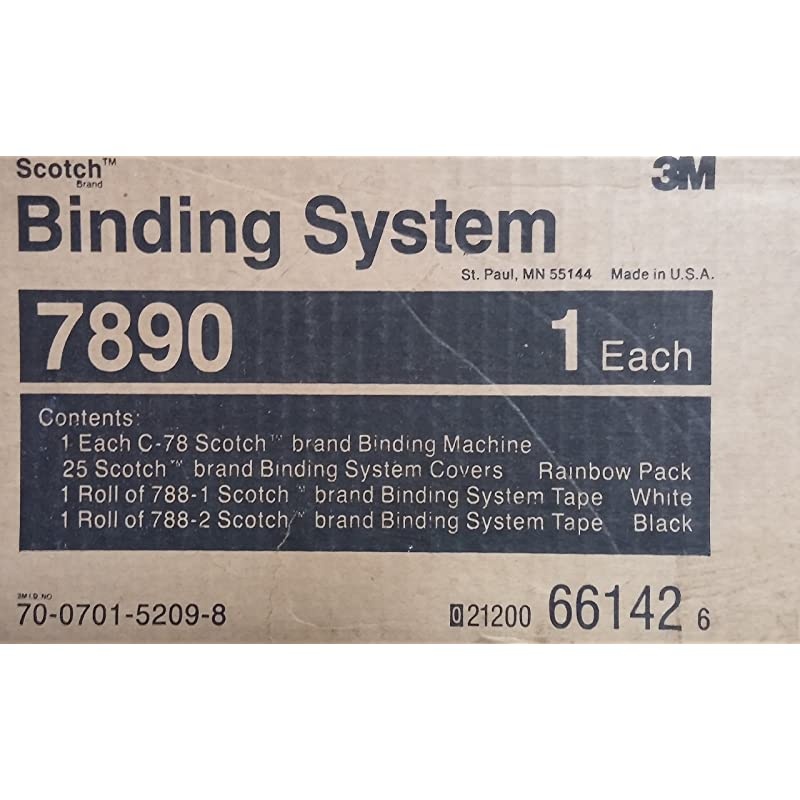 Scotch™
Brand
3M
Binding System
St. Paul, MN 55144 Made in U.S.A.
7890 1 Each
Contents:
1 Each C-78 Scotch™ brand Binding Machine
25 Scotch™ brand Binding System Covers Rainbow Pack
1 Roll of 788-1 Scotch™ brand Binding System Tape White
1 Roll of 788-2 Scotch™ brand Binding System Tape Black
3M I.D. NO
70-0701-5209-8
0 21200 66142 6